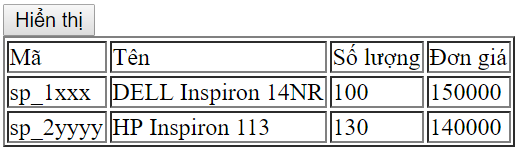 Hiển thị
Mã Tên Số lượng Đơn giá
sp_1xxx DELL Inspiron 14NR 100 150000
sp_2yyyy HP Inspiron 113 130 140000